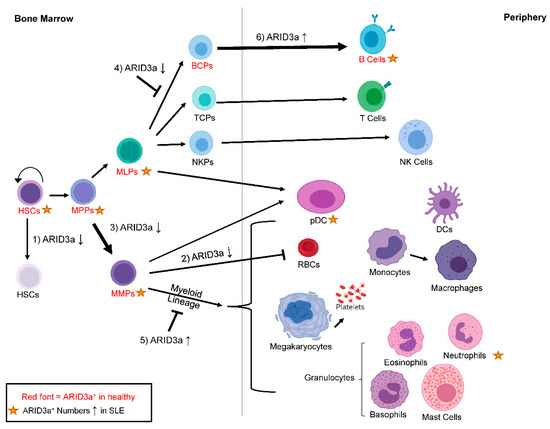 Bone Marrow
Periphery
6) ARID3a ↑
4) ARID3a ↓
BCPs
B Cells
TCPs
T Cells
NKPs
NK Cells
MLPs
HSCs
MPPs
3) ARID3a ↓
pDC
DCs
1) ARID3a ↓
2) ARID3a ↓
RBCs
Monocytes
Macrophages
HSCs
MMPs
Myeloid
Lineage
Platelets
5) ARID3a ↑
Megakaryocytes
Eosinophils
Neutrophils
Granulocytes
Basophils
Mast Cells
Red font = ARID3a⁺ in healthy
ARID3a⁺ Numbers ↑ in SLE